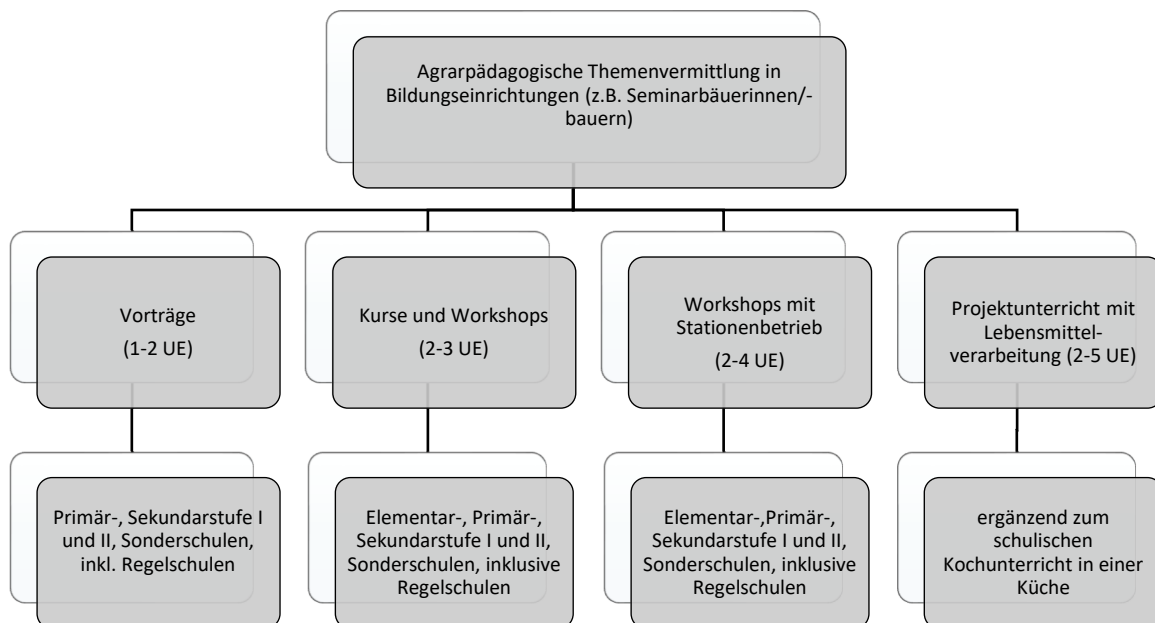 Agrarpädagogische Themenvermittlung in
Bildungseinrichtungen (z.B. Seminarbäuerinnen/-
bauern)
Vorträge
(1-2 UE)
Kurse und Workshops
(2-3 UE)
Workshops mit
Stationenbetrieb
(2-4 UE)
Projektunterricht mit
Lebensmittel-
verarbeitung (2-5 UE)
Primär-, Sekundarstufe I
und II, Sonderschulen,
inkl. Regelschulen
Elementar-, Primär-,
Sekundarstufe I und II,
Sonderschulen, inklusive
Regelschulen
Elementar-,Primär-,
Sekundarstufe I und II,
Sonderschulen, inklusive
Regelschulen
ergänzend zum
schulischen
Kochunterricht in einer
Küche